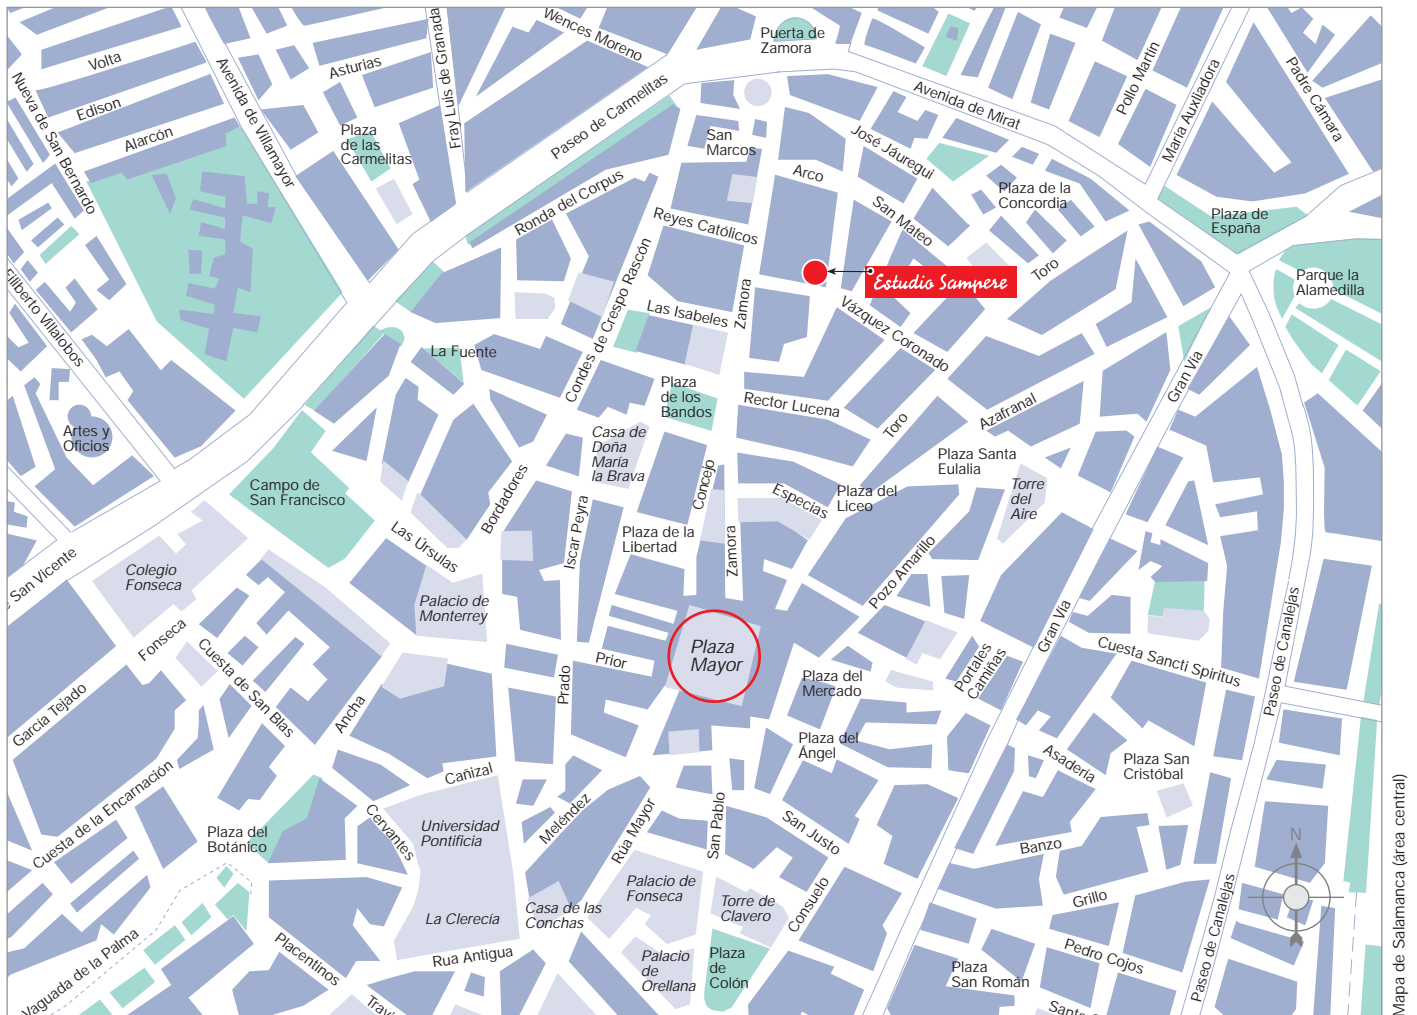 Wences Moreno
Puerta de
Zamora
Volta
Asturias
Fray Luis de Granada
Pollo Martín
Padre Cámara
María Auxiliadora
Nueva de San Bernardo
Edison
Avenida de Villamayor
Alarcón
Plaza
de las
Carmelitas
Paseo de Carmelitas
Avenida de Mirat
San
Marcos
José Jáuregui
Arco
Ronda del Corpus
Plaza de la
Concordia
Reyes Católicos
San Mateo
Plaza de
España
Filiberto Villalobos
Condes de Crespo Rascón
Zamora
Estudio Sampere
Toro
Parque la
Alamedilla
Las Isabeles
Vázquez Coronado
La Fuente
Gran Vía
Plaza
de los
Bandos
Rector Lucena
Toro
Azafranal
Artes y
Oficios
Casa de
Doña
María
la Brava
Plaza Santa
Eulalia
Campo de
San Francisco
Bordadores
Concejo
Especias
Plaza del
Liceo
Torre
del
Aire
Iscar Peyra
Las Úrsulas
Plaza de la
Libertad
Zamora
Pozo Amarillo
San Vicente
Colegio
Fonseca
Palacio de
Monterrey
Gran Vía
Paseo de Canalejas
Fonseca
Cuesta de San Blas
Prior
Plaza
Mayor
Cuesta Sancti Spiritus
Portales
Camiñas
Plaza del
Mercado
Prado
García Tejado
Ancha
Plaza del
Ángel
Asadería
Plaza San
Cristóbal
Cañizal
Cuesta de la Encarnación
Cervantes
Universidad
Pontificia
Meléndez
Rúa Mayor
San Pablo
San Justo
Plaza del
Botánico
Banzo
N
Palacio de
Fonseca
Torre de
Clavero
Consuelo
Grillo
La Clerecía
Casa de las
Conchas
Paseo de Canalejas
Vaguada de la Palma
Placentinos
Rua Antigua
Palacio
de
Orellana
Plaza
de
Colón
Plaza
San Román
Pedro Cojos
Mapa de Salamanca (área central)